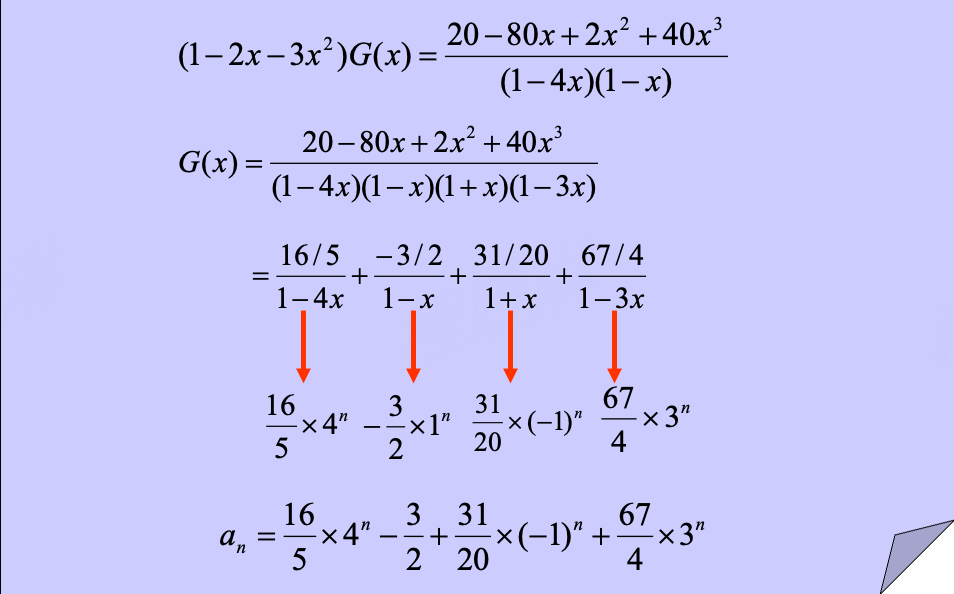 (1−2x−3x²)G(x) = (20−80x+2x²+40x³)/((1−4x)(1−x))
G(x) = (20−80x+2x²+40x³)/((1−4x)(1−x)(1+x)(1−3x))
= (16/5)/(1−4x) + (−3/2)/(1−x) + (31/20)/(1+x) + (67/4)/(1−3x)
16/5 × 4ⁿ − 3/2 × 1ⁿ 31/20 × (−1)ⁿ 67/4 × 3ⁿ
aₙ = 16/5 × 4ⁿ − 3/2 + 31/20 × (−1)ⁿ + 67/4 × 3ⁿ